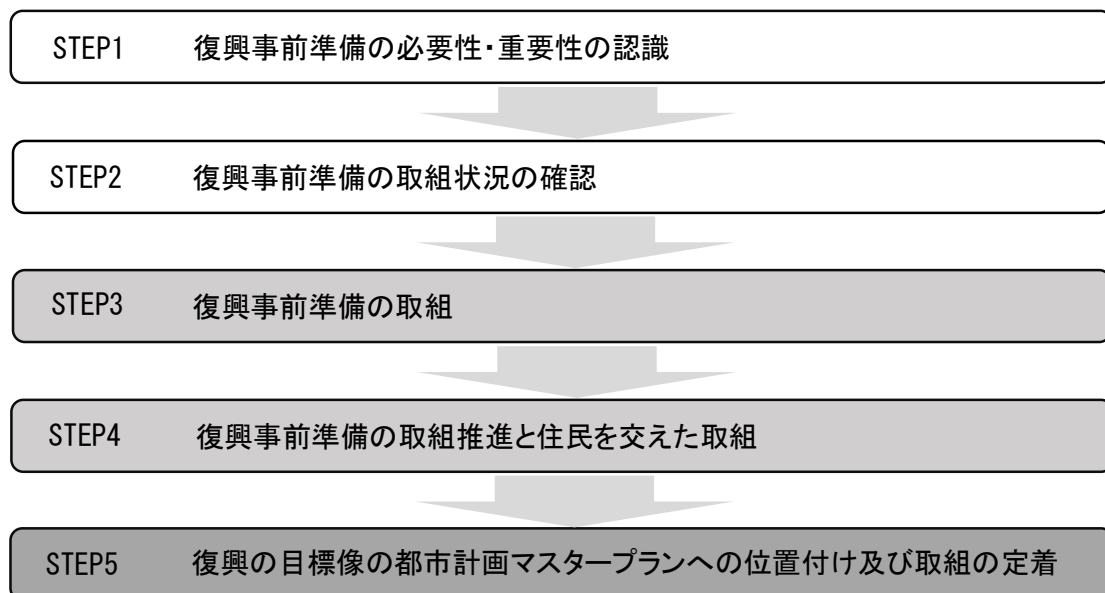 STEP1 復興事前準備の必要性・重要性の認識
STEP2 復興事前準備の取組状況の確認
STEP3 復興事前準備の取組
STEP4 復興事前準備の取組推進と住民を交えた取組
STEP5 復興の目標像の都市計画マスタープランへの位置付け及び取組の定着